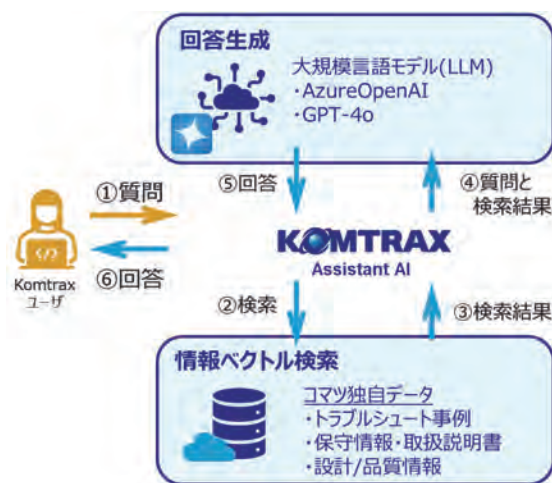 回答生成
大規模言語モデル(LLM)
・AzureOpenAI
・GPT-4o
①質問
⑤回答
④質問と
検索結果
KOMTRAX
Assistant AI
⑥回答
Komtrax
ユーザ
②検索
③検索結果
情報ベクトル検索
コマツ独自データ
・トラブルシュート事例
・保守情報・取扱説明書
・設計/品質情報